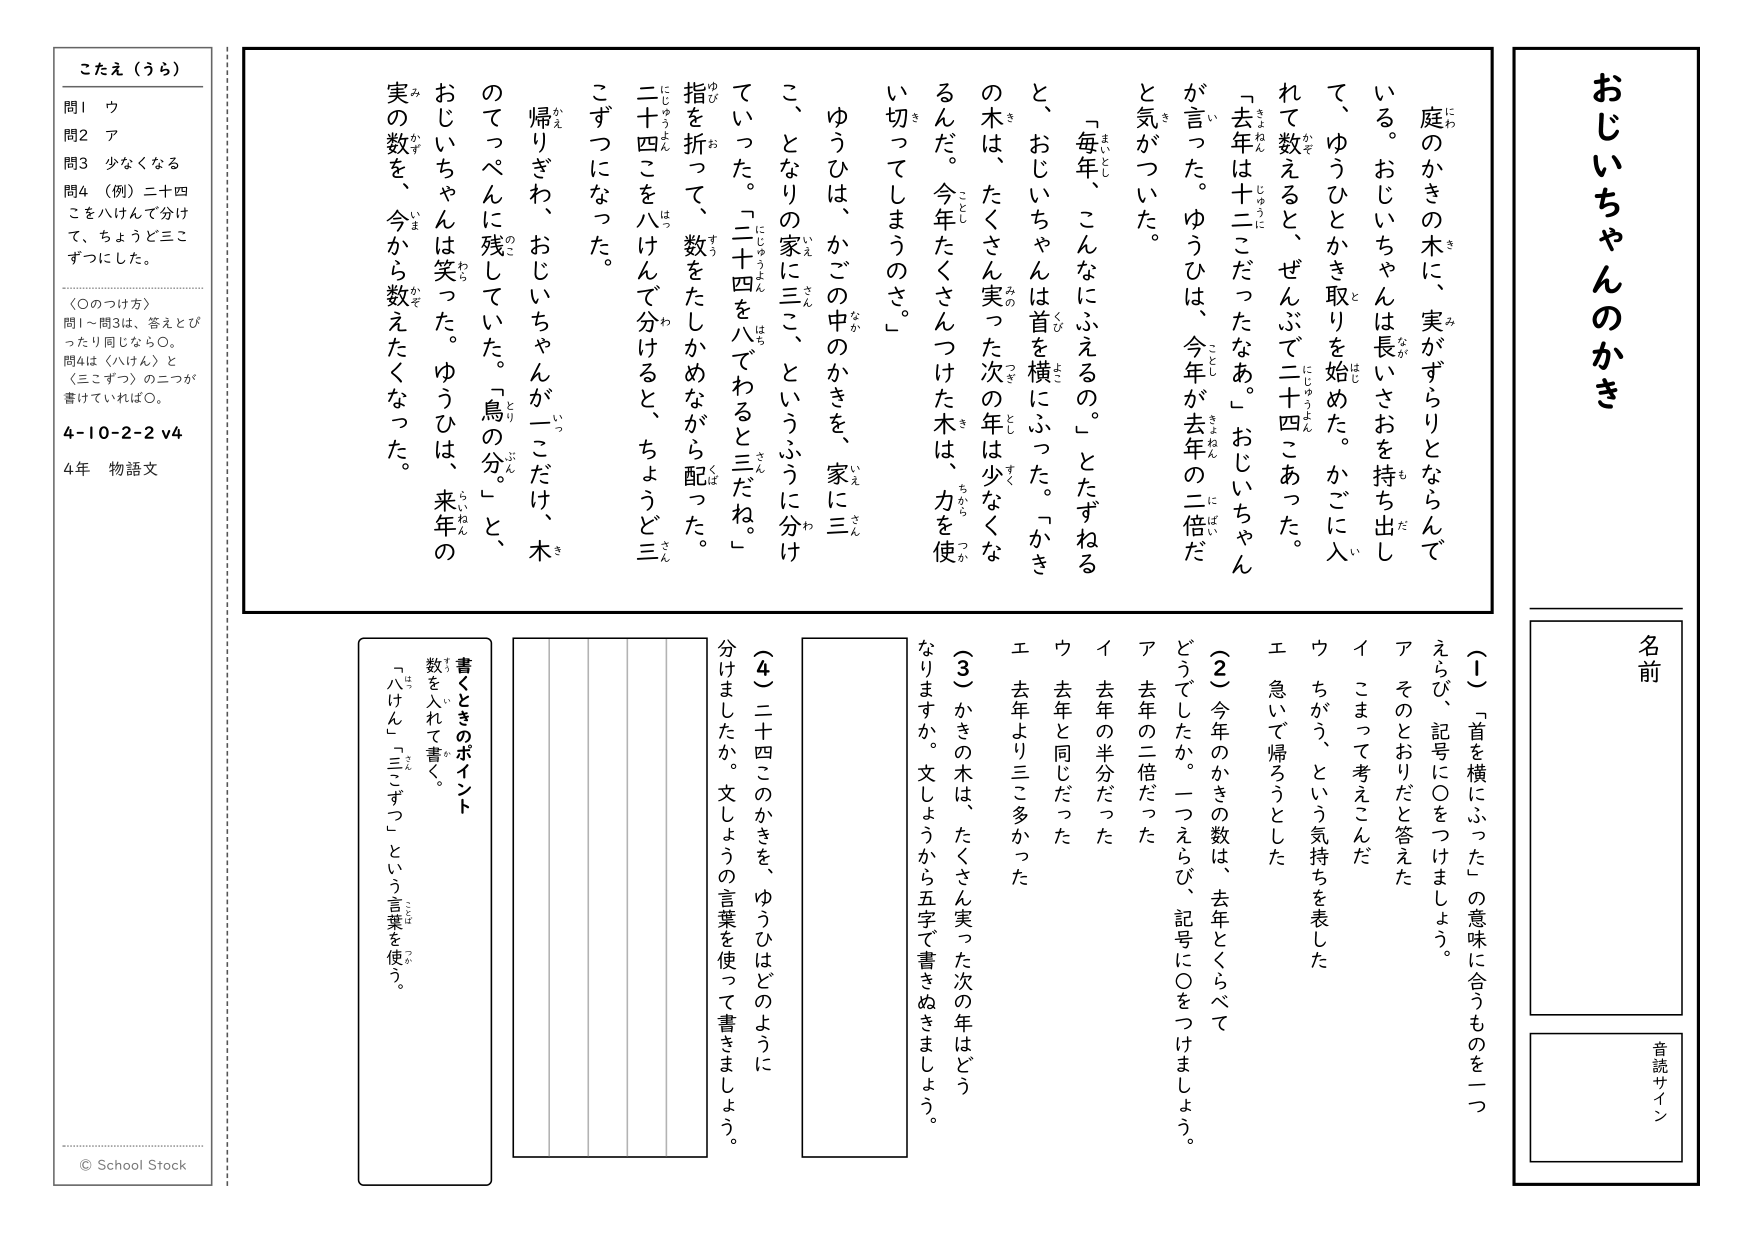 おじいちゃんのかき
名前
音読サイン
庭のかきの木に、実がずらりとならんで
いる。おじいちゃんは長いさおを持ち出し
て、ゆうひとかき取りを始めた。かごに入
れて数えると、ぜんぶで二十四こあった。
「去年は十二こだったなあ。」おじいちゃん
が言った。ゆうひは、今年が去年の二倍だ
と気がついた。
「毎年、こんなにふえるの。」とたずねる
と、おじいちゃんは首を横にふった。「かき
の木は、たくさん実った次の年は少なくな
るんだ。今年たくさんつけた木は、力を使
い切ってしまうのさ。」
ゆうひは、かごの中のかきを、家に三
こ、となりの家に三こ、というふうに分け
ていった。「二十四を八でわると三だね。」
指を折って、数をたしかめながら配った。
二十四こを八けんで分けると、ちょうど三
こずつになった。
帰りぎわ、おじいちゃんが一こだけ、木
のてっぺんに残していた。「鳥の分。」と、
おじいちゃんは笑った。ゆうひは、来年の
実の数を、今から数えたくなった。
(1)「首を横にふった」の意味に合うものを一つ
えらび、記号に〇をつけましょう。
ア そのとおりだと答えた
イ こまって考えこんだ
ウ ちがう、という気持ちを表した
エ 急いで帰ろうとした
(2)今年のかきの数は、去年とくらべて
どうでしたか。一つえらび、記号に〇をつけましょう。
ア 去年の二倍だった
イ 去年の半分だった
ウ 去年と同じだった
エ 去年より三こ多かった
(3)かきの木は、たくさん実った次の年はどう
なりますか。文しょうから五字で書きぬきましょう。
(4)二十四このかきを、ゆうひはどのように
分けましたか。文しょうの言葉を使って書きましょう。
書くときのポイント
数を入れて書く。
「八けん」「三こずつ」という言葉を使う。
こたえ（うら）
問1 ウ
問2 ア
問3 少なくなる
問4 （例）二十四
こを八けんで分け
て、ちょうど三こ
ずつにした。
〈〇のつけ方〉
問1〜問3は、答えとぴ
ったり同じなら〇。
問4は〈八けん〉と
〈三こずつ〉の二つが
書けていれば〇。
4-10-2-2 v4
4年 物語文
© School Stock